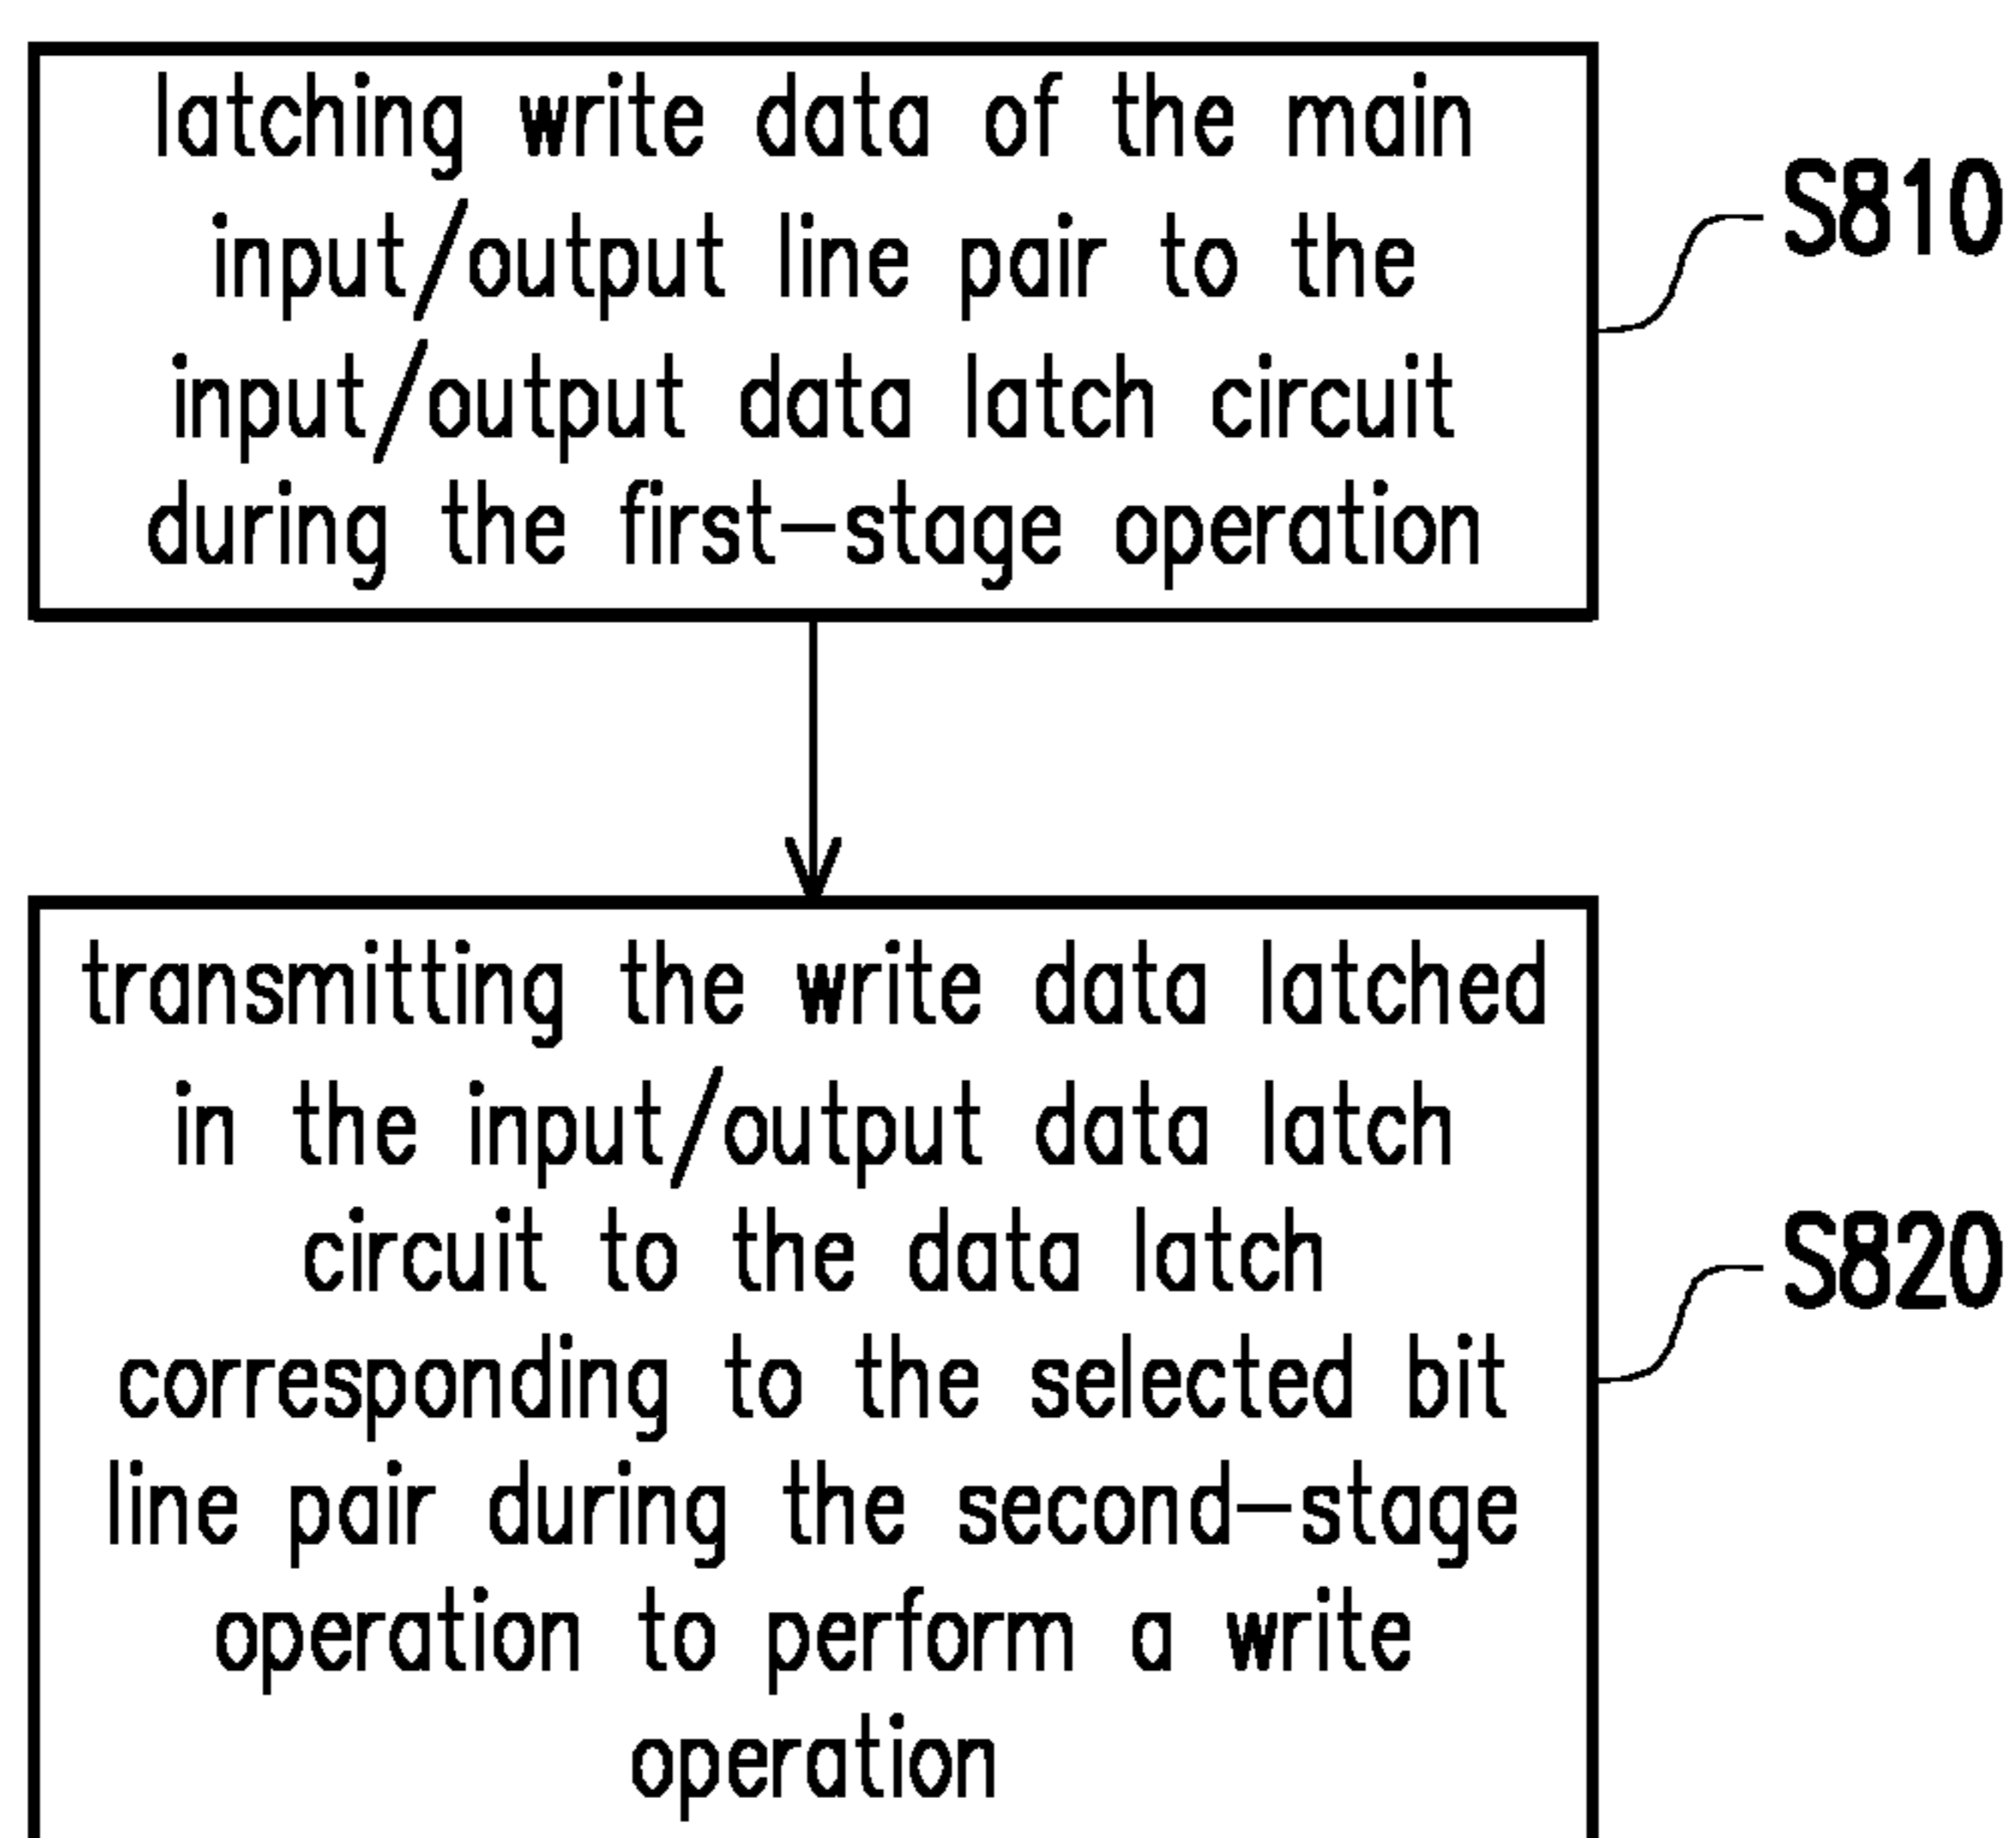 latching write data of the main
input/output line pair to the
input/output data latch circuit
during the first-stage operation
S810
transmitting the write data latched
in the input/output data latch
circuit to the data latch
corresponding to the selected bit
line pair during the second-stage
operation to perform a write
operation
S820